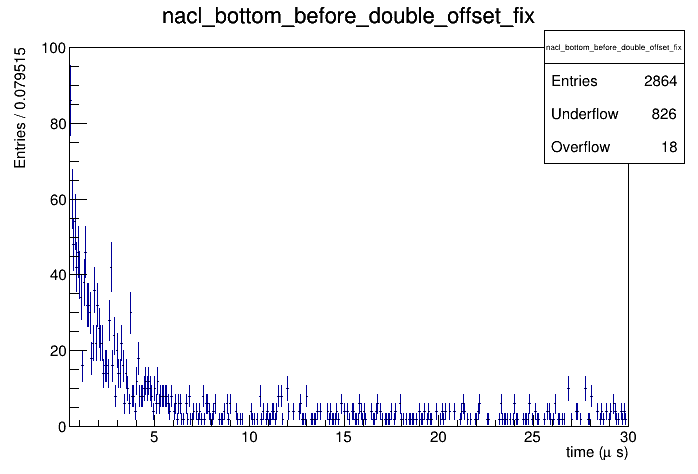 nacl_bottom_before_double_offset_fix
nacl_bottom_before_double_offset_fix
Entries 2864
Underflow 826
Overflow 18
Entries / 0.079515
100
80
60
40
20
0
5
10
15
20
25
30
time (μ s)